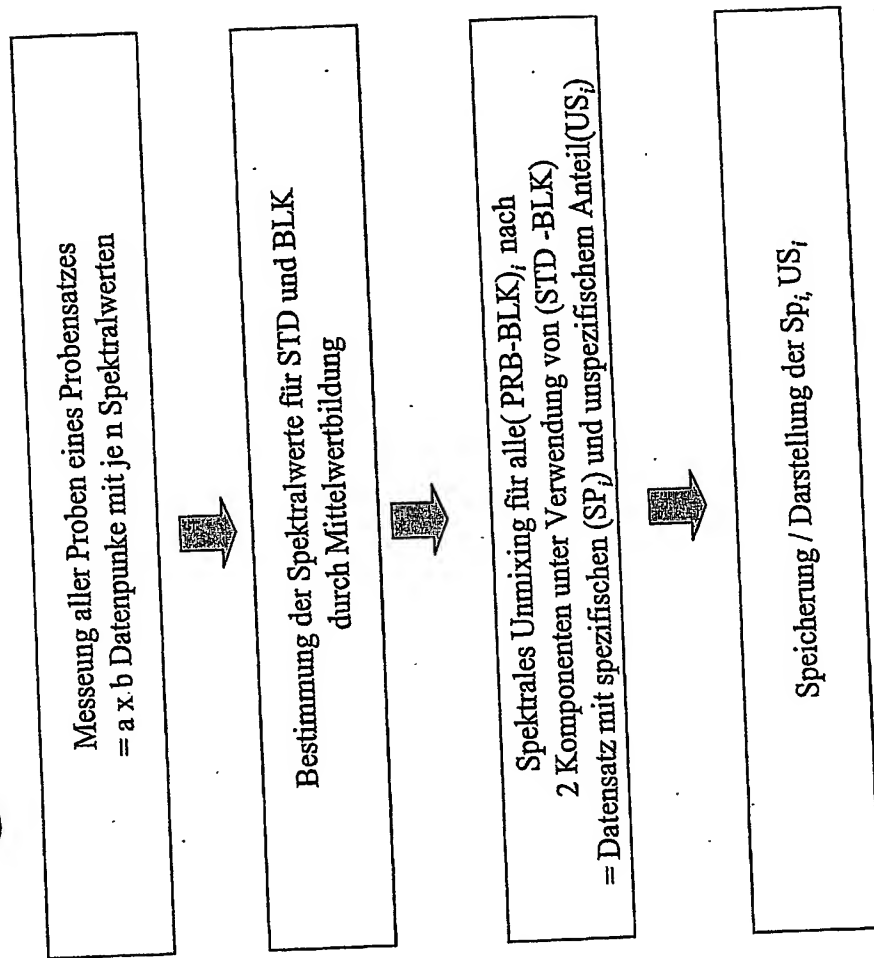 Messeung aller Proben eines Probensatzes
= a x b Datenpunke mit je n Spektralwerten
Bestimmung der Spektralwerte für STD und BLK
durch Mittelwertbildung
Spektrales Unmixing für alle( PRB-BLK)i, nach
2 Komponenten unter Verwendung von (STD -BLK)
= Datensatz mit spezifischen (SPi) und unspezifischem Anteil(USi)
Speicherung / Darstellung der Spi, USi